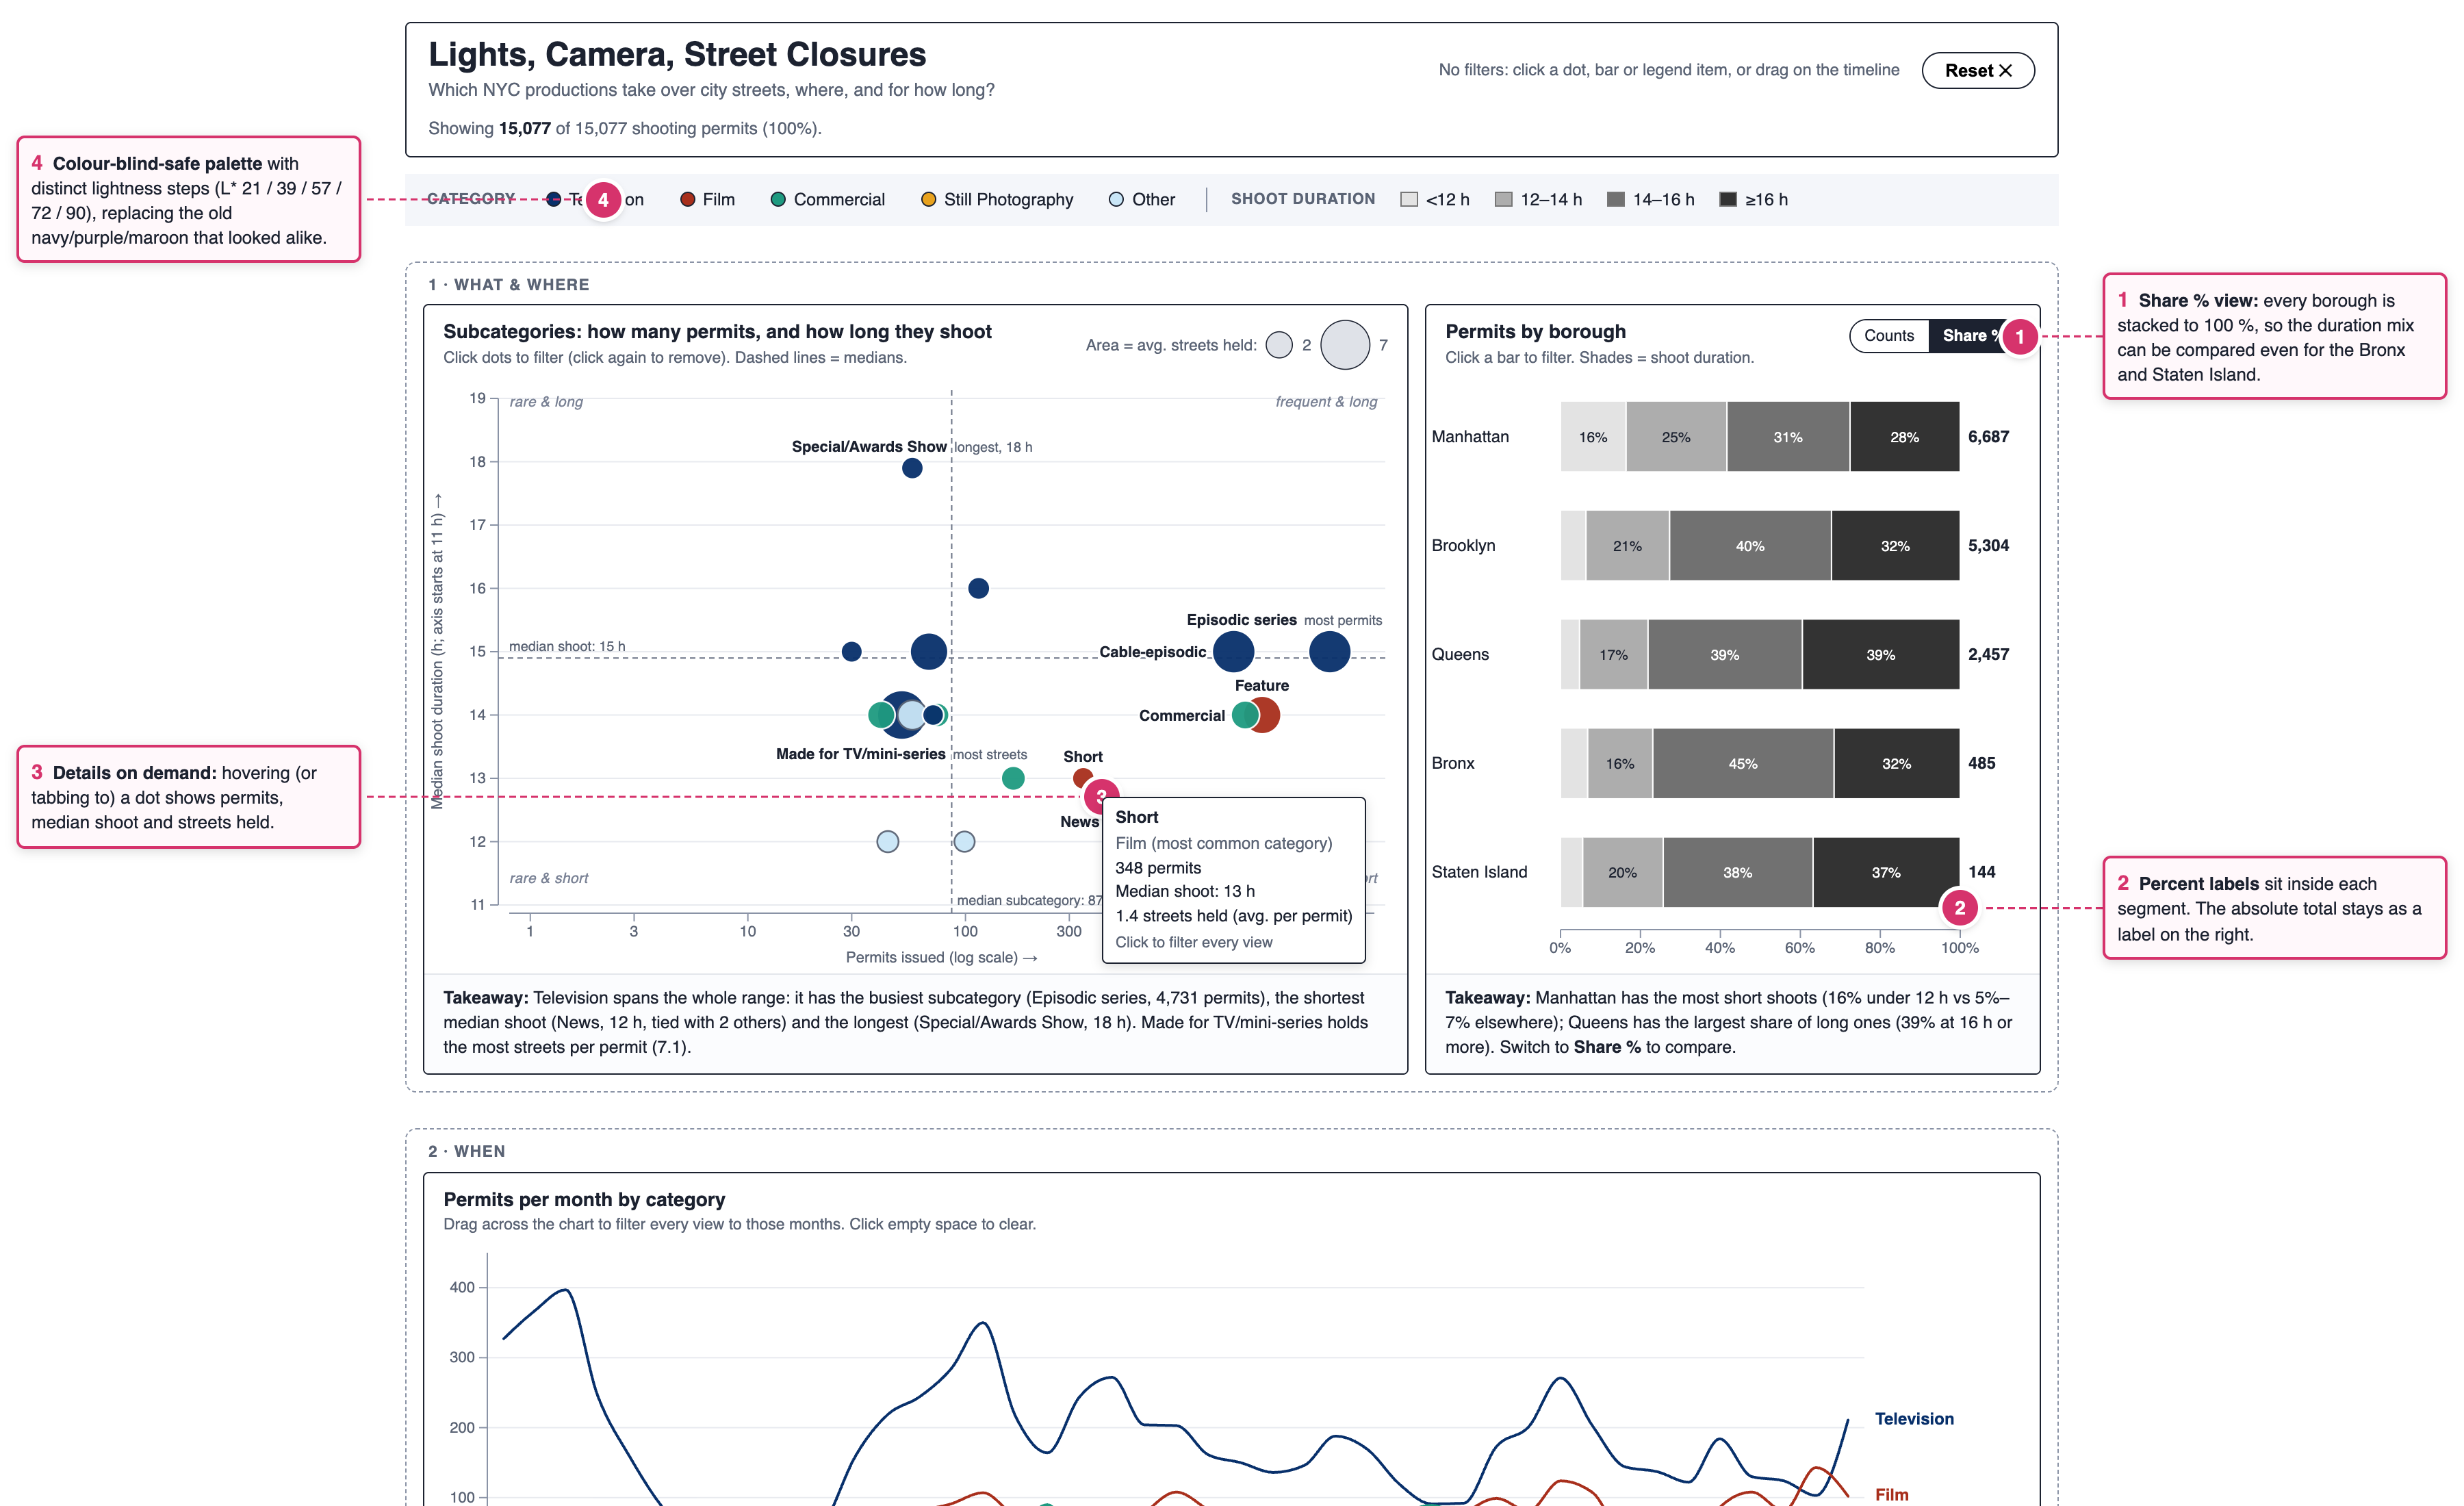 Lights, Camera, Street Closures
Which NYC productions take over city streets, where, and for how long?
Showing 15,077 of 15,077 shooting permits (100%).
No filters: click a dot, bar or legend item, or drag on the timeline
Reset ✕
4 Colour-blind-safe palette with
distinct lightness steps (L* 21 / 39 / 57 /
72 / 90), replacing the old
navy/purple/maroon that looked alike.
CATEGORY
4
Film
Commercial
Still Photography
Other
SHOOT DURATION
<12 h
12–14 h
14–16 h
≥16 h
1 · WHAT & WHERE
Subcategories: how many permits, and how long they shoot
Click dots to filter (click again to remove). Dashed lines = medians.
Area = avg. streets held: 2 7
19
18
17
16
15
14
13
12
11
Median shoot duration (h; axis starts at 11 h) →
rare & long
frequent & long
Special/Awards Show longest, 18 h
Episodic series most permits
median shoot: 15 h
Cable-episodic
Feature
Commercial
Made for TV/mini-series most streets
Short
3
News
rare & short
median subcategory: 87
1
3
10
30
100
300
Permits issued (log scale) →
Short
Film (most common category)
348 permits
Median shoot: 13 h
1.4 streets held (avg. per permit)
Click to filter every view
Takeaway: Television spans the whole range: it has the busiest subcategory (Episodic series, 4,731 permits), the shortest
median shoot (News, 12 h, tied with 2 others) and the longest (Special/Awards Show, 18 h). Made for TV/mini-series holds
the most streets per permit (7.1).
3 Details on demand: hovering (or
tabbing to) a dot shows permits,
median shoot and streets held.
Permits by borough
Click a bar to filter. Shades = shoot duration.
Counts
Share %
1
Manhattan 16% 25% 31% 28% 6,687
Brooklyn 21% 40% 32% 5,304
Queens 17% 39% 39% 2,457
Bronx 16% 45% 32% 485
Staten Island 20% 38% 37% 144
2
0% 20% 40% 60% 80% 100%
Takeaway: Manhattan has the most short shoots (16% under 12 h vs 5%–
7% elsewhere); Queens has the largest share of long ones (39% at 16 h or
more). Switch to Share % to compare.
1 Share % view: every borough is
stacked to 100 %, so the duration mix
can be compared even for the Bronx
and Staten Island.
2 Percent labels sit inside each
segment. The absolute total stays as a
label on the right.
2 · WHEN
Permits per month by category
Drag across the chart to filter every view to those months. Click empty space to clear.
400
300
200
100
Television
Film